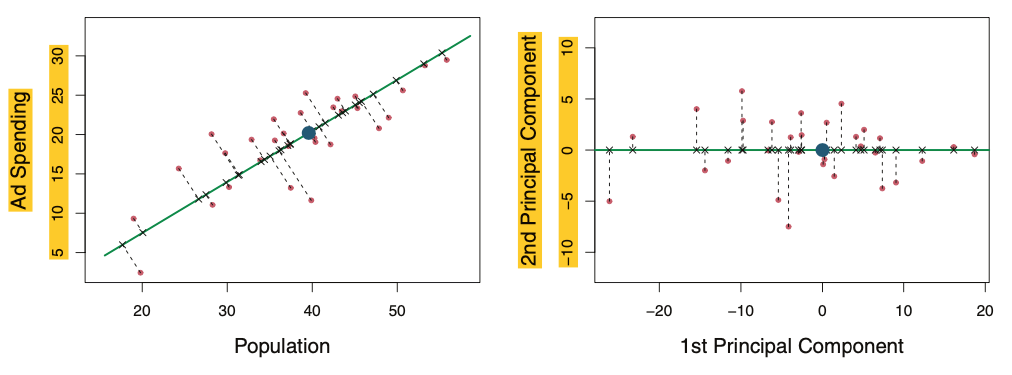 Ad Spending
5 10 15 20 25 30
20 30 40 50
Population
2nd Principal Component
−10 −5 0 5 10
−20 −10 0 10 20
1st Principal Component